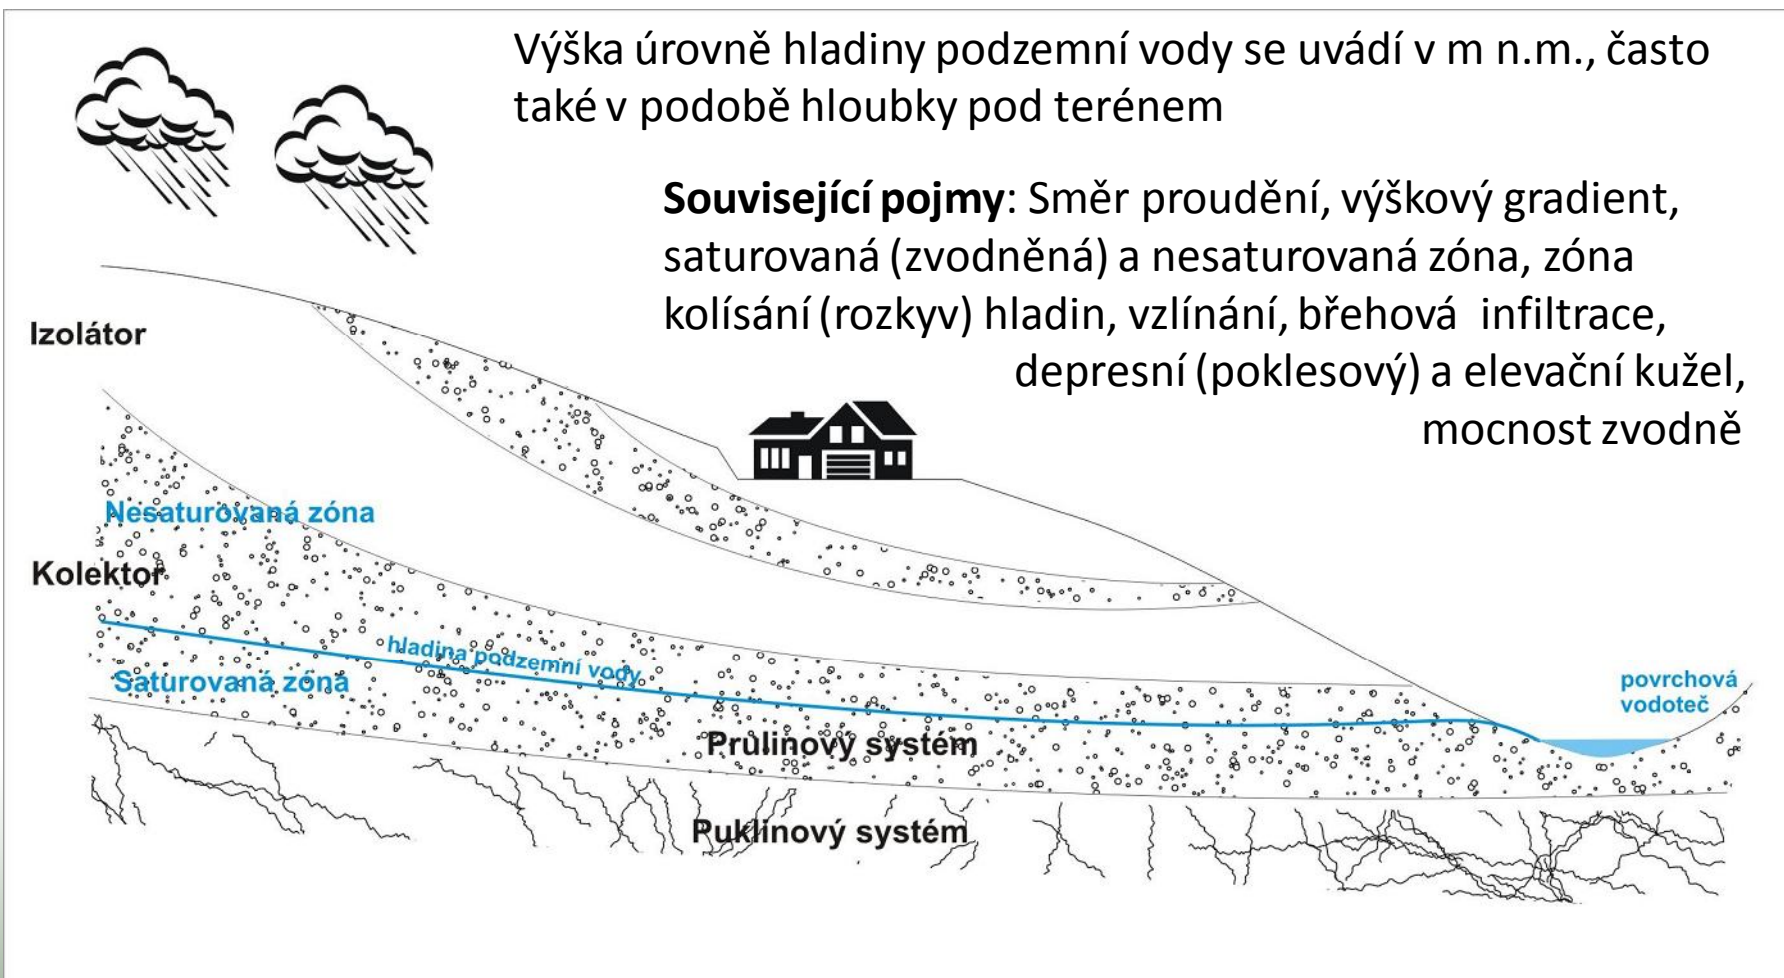 Výška úrovně hladiny podzemní vody se uvádí v m n.m., často
také v podobě hloubky pod terénem
Související pojmy: Směr proudění, výškový gradient,
saturovaná (zvodněná) a nesaturovaná zóna, zóna
kolísání (rozkyv) hladin, vzlínání, břehová infiltrace,
depresní (poklesový) a elevační kužel,
mocnost zvodně
Izolátor
Nesaturovaná zóna
Kolektor
hladina podzemní vody
Saturovaná zóna
povrchová
vodoteč
Průlinový systém
Puklinový systém